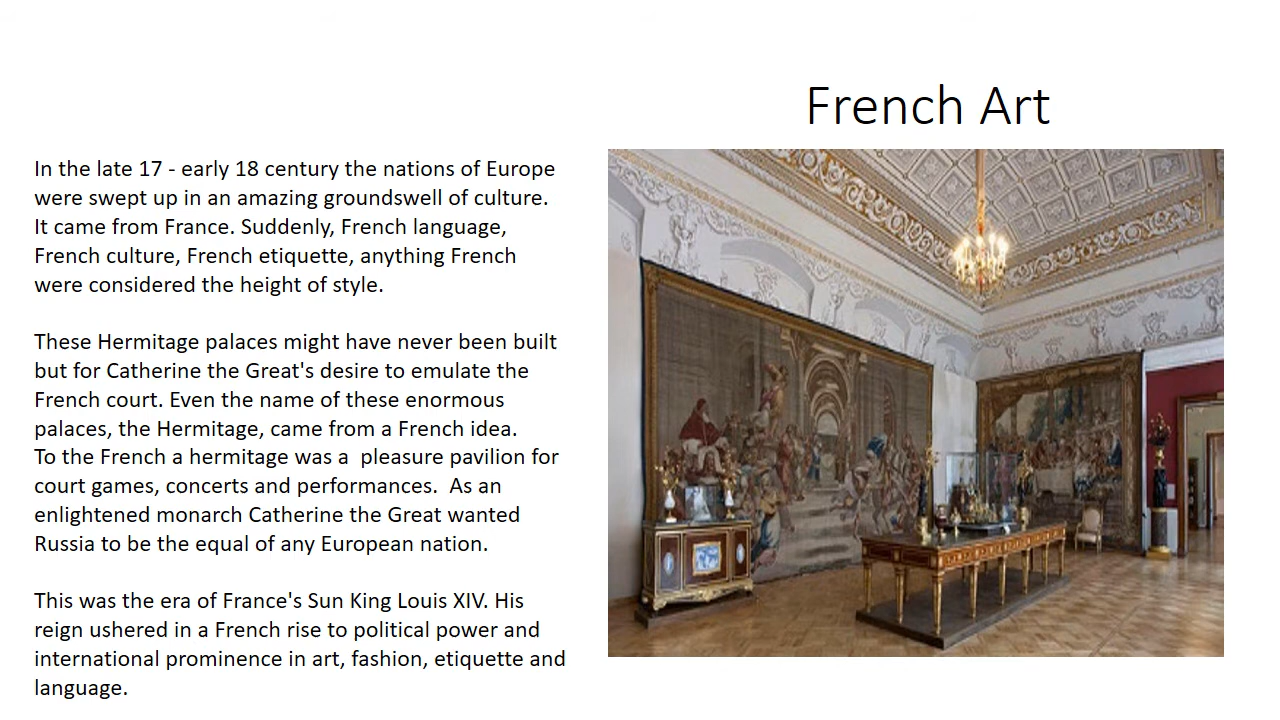 French Art
In the late 17 - early 18 century the nations of Europe
were swept up in an amazing groundswell of culture.
It came from France. Suddenly, French language,
French culture, French etiquette, anything French
were considered the height of style.
These Hermitage palaces might have never been built
but for Catherine the Great's desire to emulate the
French court. Even the name of these enormous
palaces, the Hermitage, came from a French idea.
To the French a hermitage was a  pleasure pavilion for
court games, concerts and performances.  As an
enlightened monarch Catherine the Great wanted
Russia to be the equal of any European nation.
This was the era of France's Sun King Louis XIV. His
reign ushered in a French rise to political power and
international prominence in art, fashion, etiquette and
language.